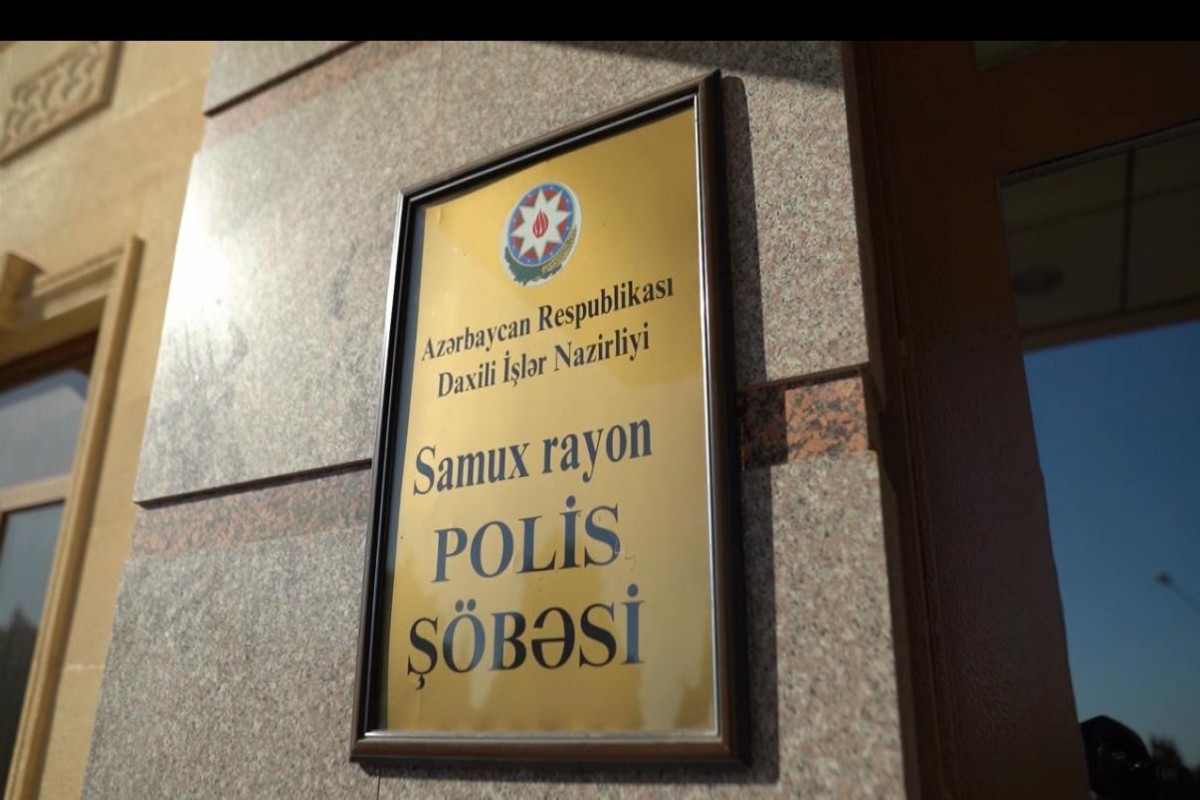 Azərbaycan Respublikası
Daxili İşlər Nazirliyi
Samux rayon
POLİS
ŞÖBƏSİ